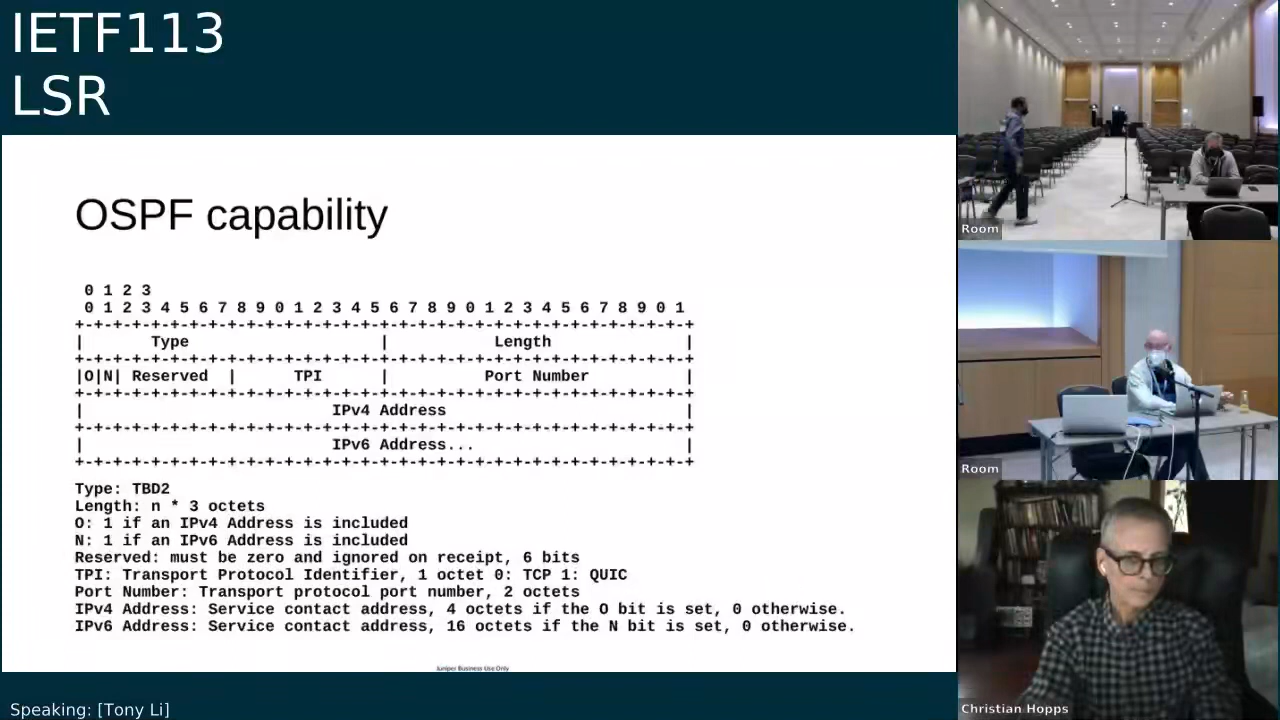 IETF113
LSR
OSPF capability
0 1 2 3
0 1 2 3 4 5 6 7 8 9 0 1 2 3 4 5 6 7 8 9 0 1 2 3 4 5 6 7 8 9 0 1
+-+-+-+-+-+-+-+-+-+-+-+-+-+-+-+-+-+-+-+-+-+-+-+-+-+-+-+-+-+-+-+-+
| Type | Length |
+-+-+-+-+-+-+-+-+-+-+-+-+-+-+-+-+-+-+-+-+-+-+-+-+-+-+-+-+-+-+-+-+
|O|N| Reserved | TPI | Port Number |
+-+-+-+-+-+-+-+-+-+-+-+-+-+-+-+-+-+-+-+-+-+-+-+-+-+-+-+-+-+-+-+-+
| IPv4 Address |
+-+-+-+-+-+-+-+-+-+-+-+-+-+-+-+-+-+-+-+-+-+-+-+-+-+-+-+-+-+-+-+-+
| IPv6 Address... |
+-+-+-+-+-+-+-+-+-+-+-+-+-+-+-+-+-+-+-+-+-+-+-+-+-+-+-+-+-+-+-+-+
Type: TBD2
Length: n * 3 octets
O: 1 if an IPv4 Address is included
N: 1 if an IPv6 Address is included
Reserved: must be zero and ignored on receipt, 6 bits
TPI: Transport Protocol Identifier, 1 octet 0: TCP 1: QUIC
Port Number: Transport protocol port number, 2 octets
IPv4 Address: Service contact address, 4 octets if the O bit is set, 0 otherwise.
IPv6 Address: Service contact address, 16 octets if the N bit is set, 0 otherwise.
Juniper Business Use Only
Speaking: [Tony Li]
Room
Room
Christian Hopps